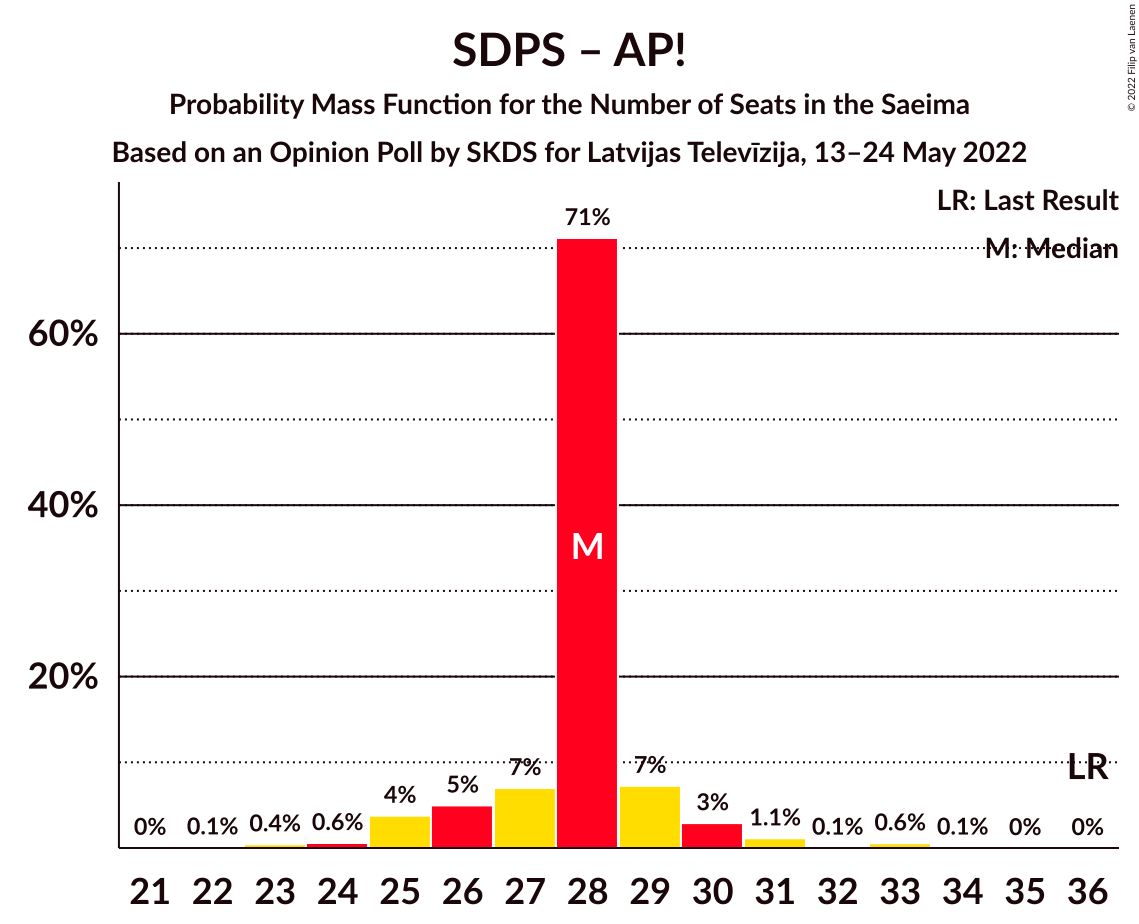 SDPS – AP!
Probability Mass Function for the Number of Seats in the Saeima
Based on an Opinion Poll by SKDS for Latvijas Televīzija, 13–24 May 2022
© 2022 Filip van Laenen
LR: Last Result
M: Median
60%
40%
20%
0% 0.1% 0.4% 0.6% 4% 5% 7% 71% 7% 3% 1.1% 0.1% 0.6% 0.1% 0% 0%
M
LR
21 22 23 24 25 26 27 28 29 30 31 32 33 34 35 36